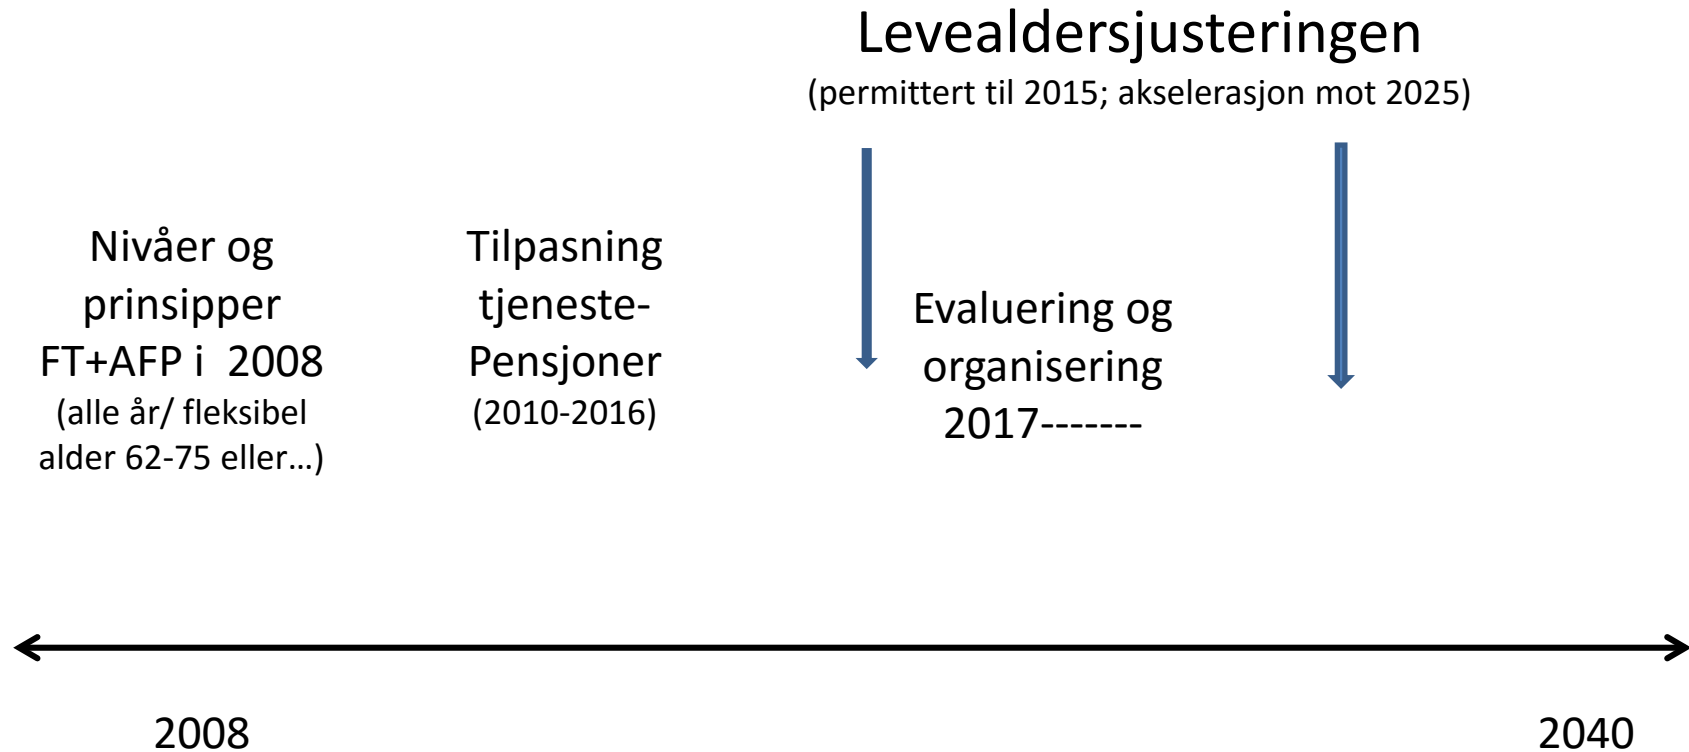 Levealdersjusteringen
(permittert til 2015; akselerasjon mot 2025)
Nivåer og
prinsipper
FT+AFP i  2008
(alle år/ fleksibel
alder 62-75 eller…)
Tilpasning
tjeneste-
Pensjoner
(2010-2016)
Evaluering og
organisering
2017-------
2008
2040